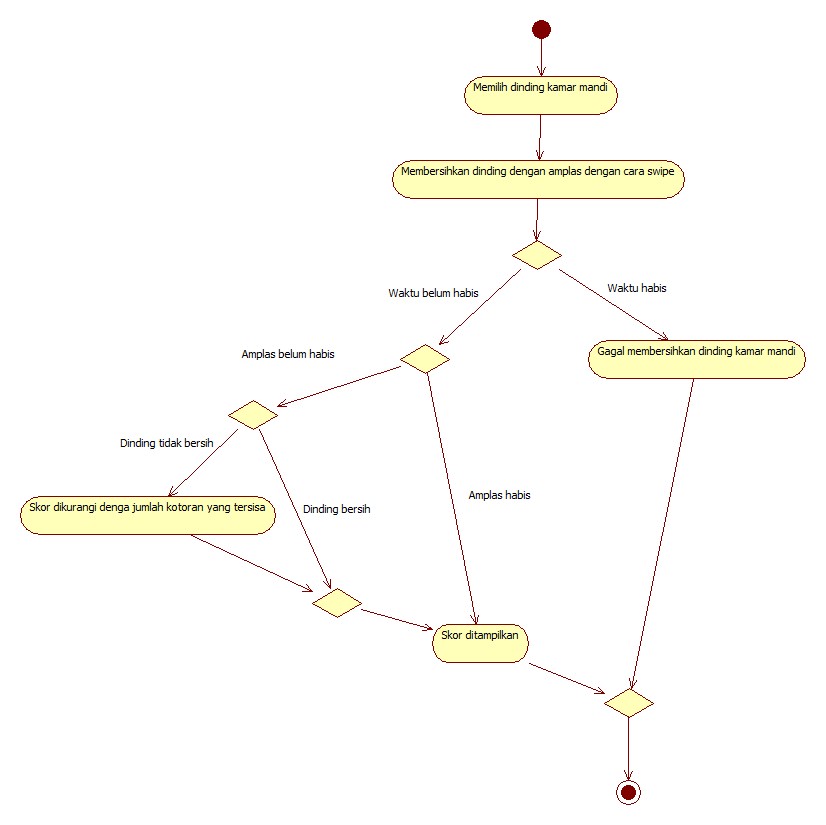 Memilih dinding kamar mandi
Membersihkan dinding dengan amplas dengan cara swipe
Waktu belum habis
Waktu habis
Amplas belum habis
Gagal membersihkan dinding kamar mandi
Dinding tidak bersih
Amplas habis
Skor dikurangi denga jumlah kotoran yang tersisa
Dinding bersih
Skor ditampilkan